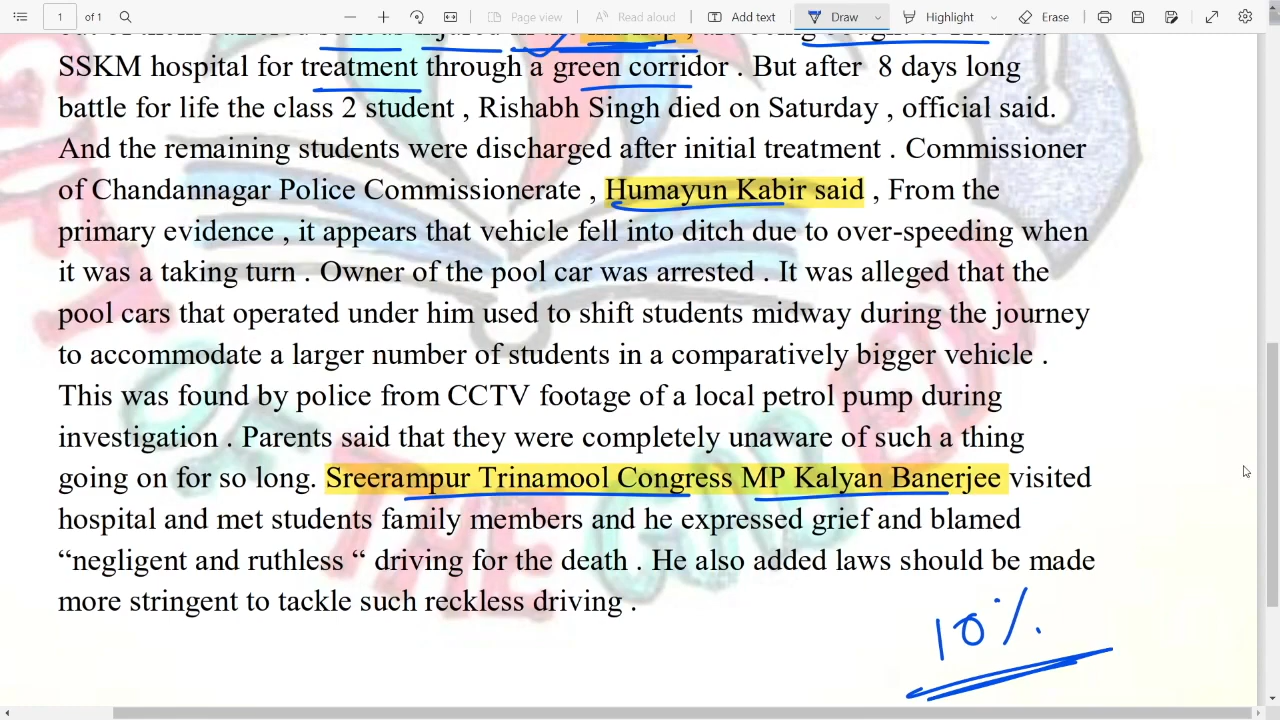 1 of 1 Page view Read aloud Add text Draw Highlight Erase
SSKM hospital for treatment through a green corridor . But after 8 days long
battle for life the class 2 student , Rishabh Singh died on Saturday , official said.
And the remaining students were discharged after initial treatment . Commissioner
of Chandannagar Police Commissionerate , Humayun Kabir said , From the
primary evidence , it appears that vehicle fell into ditch due to over-speeding when
it was a taking turn . Owner of the pool car was arrested . It was alleged that the
pool cars that operated under him used to shift students midway during the journey
to accommodate a larger number of students in a comparatively bigger vehicle .
This was found by police from CCTV footage of a local petrol pump during
investigation . Parents said that they were completely unaware of such a thing
going on for so long. Sreerampur Trinamool Congress MP Kalyan Banerjee visited
hospital and met students family members and he expressed grief and blamed
“negligent and ruthless “ driving for the death . He also added laws should be made
more stringent to tackle such reckless driving .
10%